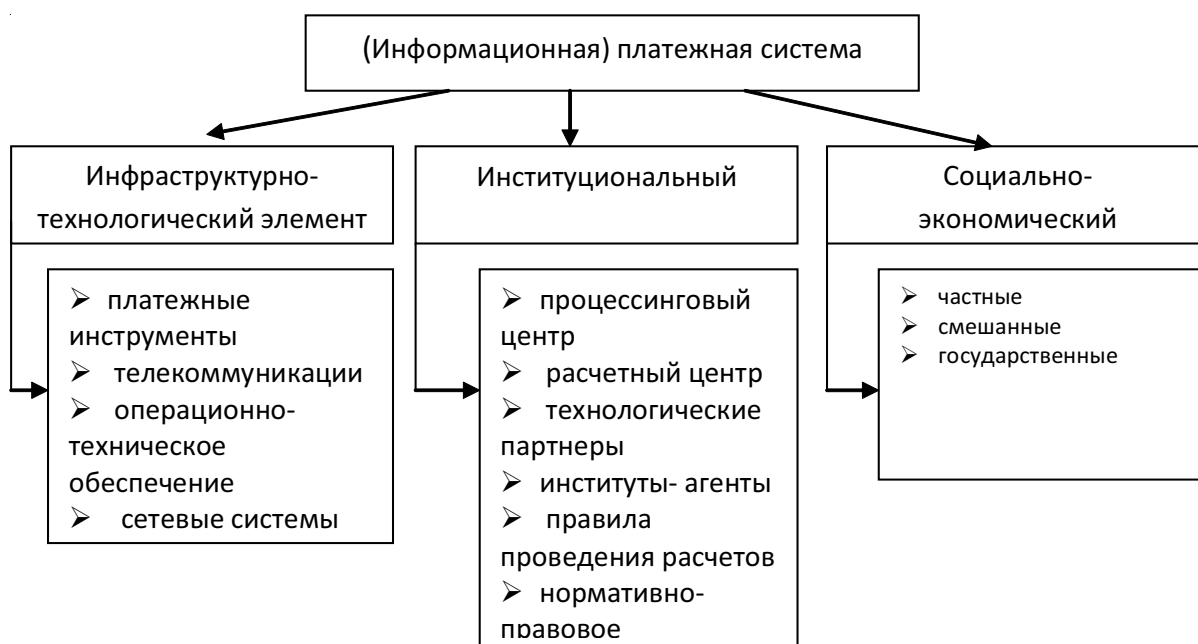 (Информационная) платежная система
Инфраструктурно-
технологический элемент
Институциональный
Социально-
экономический
➢ платежные
инструменты
➢ телекоммуникации
➢ операционно-
техническое
обеспечение
➢ сетевые системы
➢ процессинговый
центр
➢ расчетный центр
➢ технологические
партнеры
➢ институты- агенты
➢ правила
проведения расчетов
➢ нормативно-
правовое
➢ частные
➢ смешанные
➢ государственные